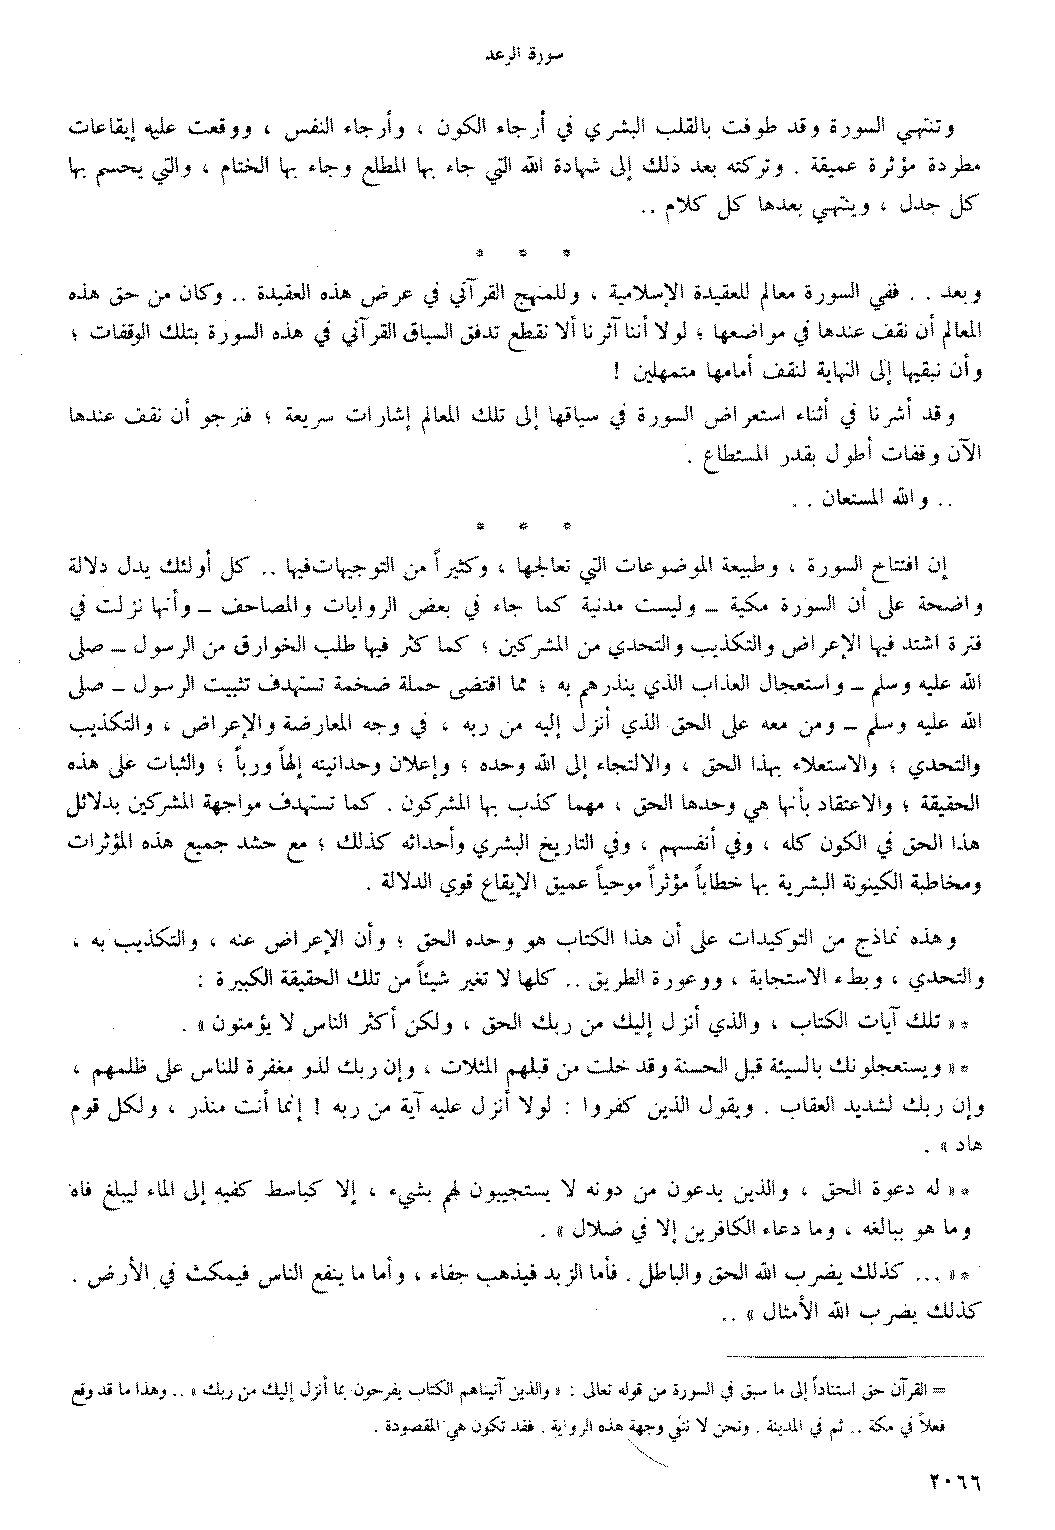 سورة الرعد
وتنتهي السورة وقد طوفت بالقلب البشري في أرجاء الكون ، وأرجاء النفس ، ووقعت عليه إيقاعات
مطردة مؤثرة عميقة . وتركته بعد ذلك إلى شهادة الله التي جاء بها المطلع وجاء بها الختام ، والتي يحسم بها
كل جدل ، وينتهي بعدها كل كلام ..
* * *
وبعد . . ففي السورة معالم للعقيدة الإسلامية ، وللمنهج القرآني في عرض هذه العقيدة .. وكان من حق هذه
المعالم أن نقف عندها في مواضعها ؛ لولا أننا آثرنا ألا نقطع تدفق السياق القرآني في هذه السورة بتلك الوقفات ؛
وأن نبقيها إلى النهاية لنقف أمامها متمهلين !
وقد أشرنا في أثناء استعراض السورة في سياقها إلى تلك المعالم إشارات سريعة ؛ فنرجو أن نقف عندها
الآن وقفات أطول بقدر المستطاع .
.. والله المستعان . .
* * *
إن افتتاح السورة ، وطبيعة الموضوعات التي تعالجها ، وكثيراً من التوجيهات فيها .. كل أولئك يدل دلالة
واضحة على أن السورة مكية – وليست مدنية كما جاء في بعض الروايات والمصاحف – وأنها نزلت في
فترة اشتد فيها الإعراض والتكذيب والتحدي من المشركين ؛ كما كثر فيها طلب الخوارق من الرسول – صلى
الله عليه وسلم – واستعجال العذاب الذي ينذرهم به ؛ مما اقتضى حملة ضخمة تستهدف تثبيت الرسول – صلى
الله عليه وسلم – ومن معه على الحق الذي أنزل إليه من ربه ، في وجه المعارضة والإعراض ، والتكذيب
والتحدي ؛ والاستعلاء بهذا الحق ، والالتجاء إلى الله وحده ؛ وإعلان وحدانيته إلهاً ورباً ؛ والثبات على هذه
الحقيقة ؛ والاعتقاد بأنها هي وحدها الحق ، مهما كذب بها المشركون . كما تستهدف مواجهة المشركين بدلائل
هذا الحق في الكون كله ، وفي أنفسهم ، وفي التاريخ البشري وأحداثه كذلك ؛ مع حشد جميع هذه المؤثرات
ومخاطبة الكينونة البشرية بها خطاباً مؤثراً موحياً عميق الإيقاع قوي الدلالة .
وهذه نماذج من التوكيدات على أن هذا الكتاب هو وحده الحق ؛ وأن الإعراض عنه ، والتكذيب به ،
والتحدي ، وبطء الاستجابة ، ووعورة الطريق .. كلها لا تغير شيئاً من تلك الحقيقة الكبيرة :
* « تلك آيات الكتاب ، والذي أنزل إليك من ربك الحق ، ولكن أكثر الناس لا يؤمنون » .
* « ويستعجلونك بالسيئة قبل الحسنة وقد خلت من قبلهم المثلات ، وإن ربك لذو مغفرة للناس على ظلمهم ،
وإن ربك لشديد العقاب . ويقول الذين كفروا : لولا أنزل عليه آية من ربه ! إنما أنت منذر ، ولكل قوم
هاد » .
* « له دعوة الحق ، والذين يدعون من دونه لا يستجيبون لهم بشيء ، إلا كباسط كفيه إلى الماء ليبلغ فاه
وما هو ببالغه ، وما دعاء الكافرين إلا في ضلال » .
* « ... كذلك يضرب الله الحق والباطل . فأما الزبد فيذهب جفاء ، وأما ما ينفع الناس فيمكث في الأرض .
كذلك يضرب الله الأمثال » ..
= القرآن حق استناداً إلى ما سبق في السورة من قوله تعالى : « والذين آتيناهم الكتاب يفرحون بما أنزل إليك من ربك » .. وهذا ما قد وقع
فعلاً في مكة .. ثم في المدينة . ونحن لا ننفي وجهة هذه الرواية . فقد تكون هي المقصودة .
٢٠٦٦